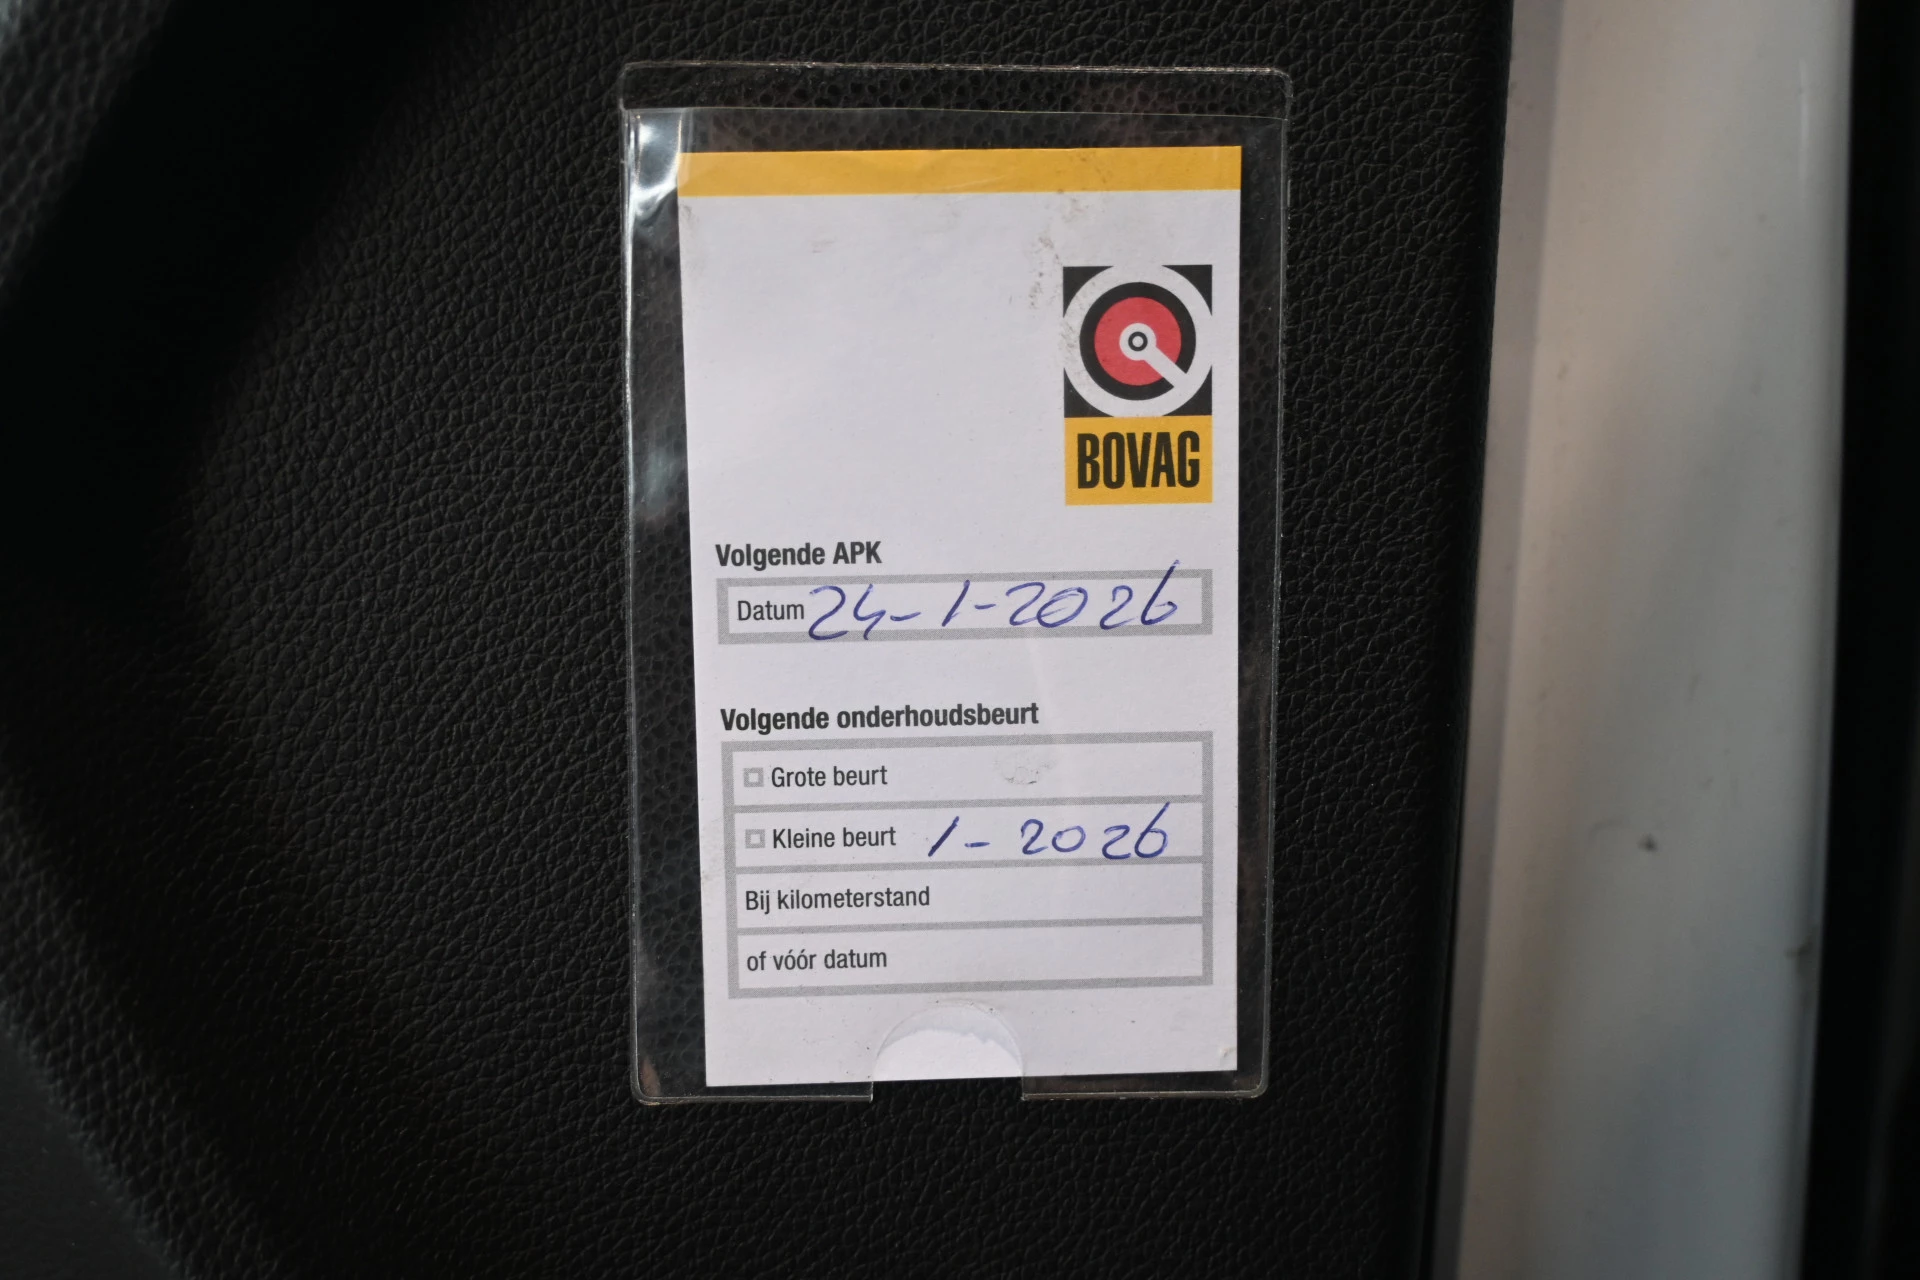 BOVAG
Volgende APK
Datum 24-1-2026
Volgende onderhoudsbeurt
Grote beurt
Kleine beurt 1-2026
Bij kilometerstand
of vóór datum